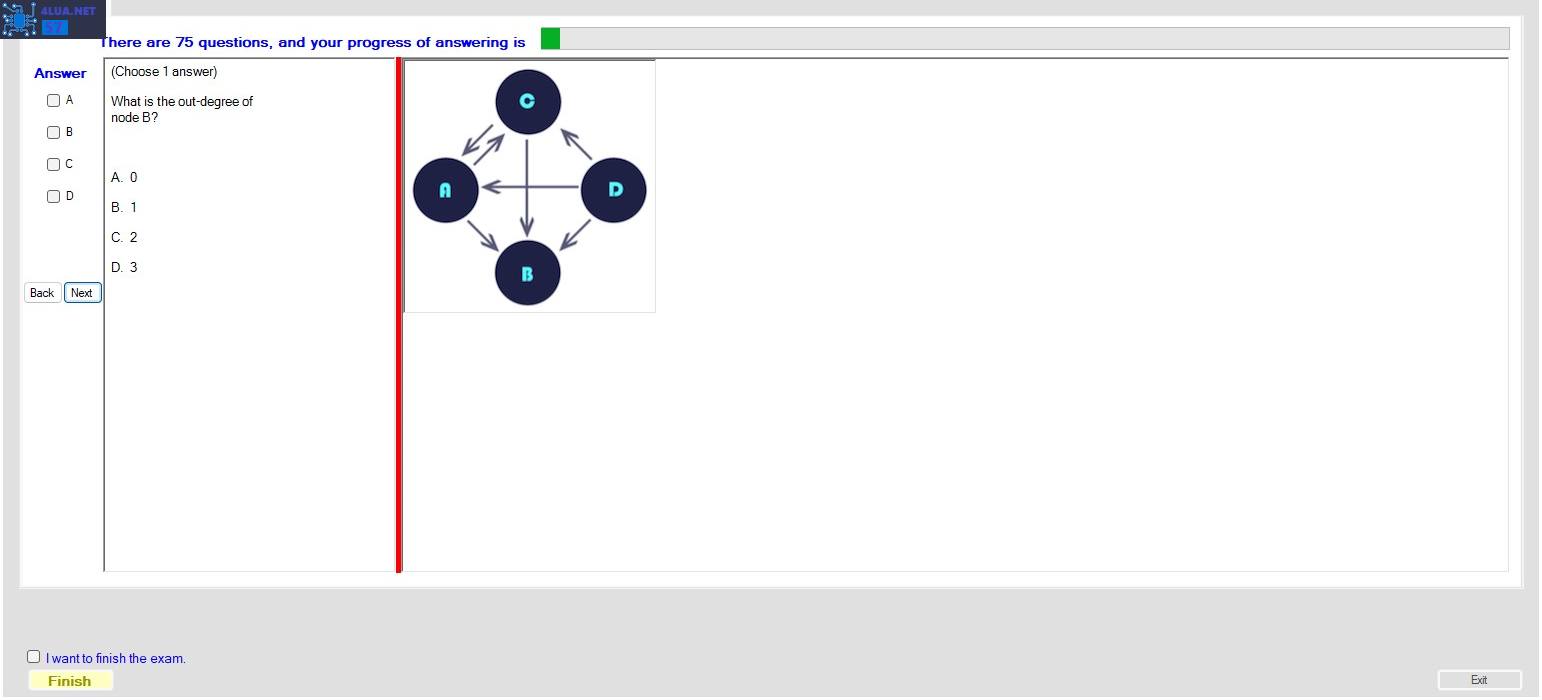 4LUA.NET
57
There are 75 questions, and your progress of answering is
Answer
A
B
C
D
Back
Next
(Choose 1 answer)
What is the out-degree of
node B?
A. 0
B. 1
C. 2
D. 3
C
A
D
B
I want to finish the exam.
Finish
Exit